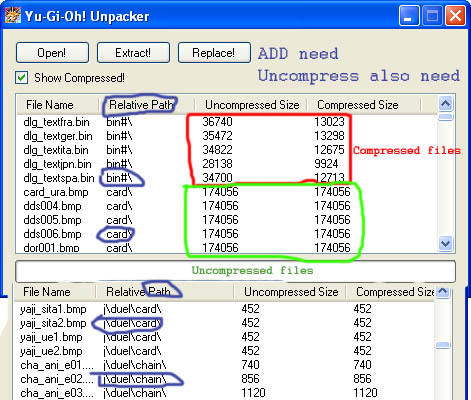 Yu-Gi-Oh! Unpacker
Open! Extract! Replace! ADD need
Show Compressed! Uncompress also need
File Name Relative Path Uncompressed Size Compressed Size
dlg_textfra.bin bin#\ 36740 13023
dlg_textger.bin bin#\ 35472 13298
dlg_textita.bin bin#\ 34822 12675 Compressed files
dlg_textjpn.bin bin#\ 28138 9924
dlg_textspa.bin bin#\ 34700 12713
card_ura.bmp card\ 174056 174056
dds004.bmp card\ 174056 174056
dds005.bmp card\ 174056 174056
dds006.bmp card\ 174056 174056
dor001.bmp card\ 174056 174056
Uncompressed files
File Name Relative Path Uncompressed Size Compressed Size
yaji_sita1.bmp j\duel\card\ 452 452
yaji_sita2.bmp j\duel\card\ 452 452
yaji_ue1.bmp j\duel\card\ 452 452
yaji_ue2.bmp j\duel\card\ 452 452
cha_ani_e01.... j\duel\chain\ 740 740
cha_ani_e02.... j\duel\chain\ 856 856
cha_ani_e03.... j\duel\chain\ 1120 1120